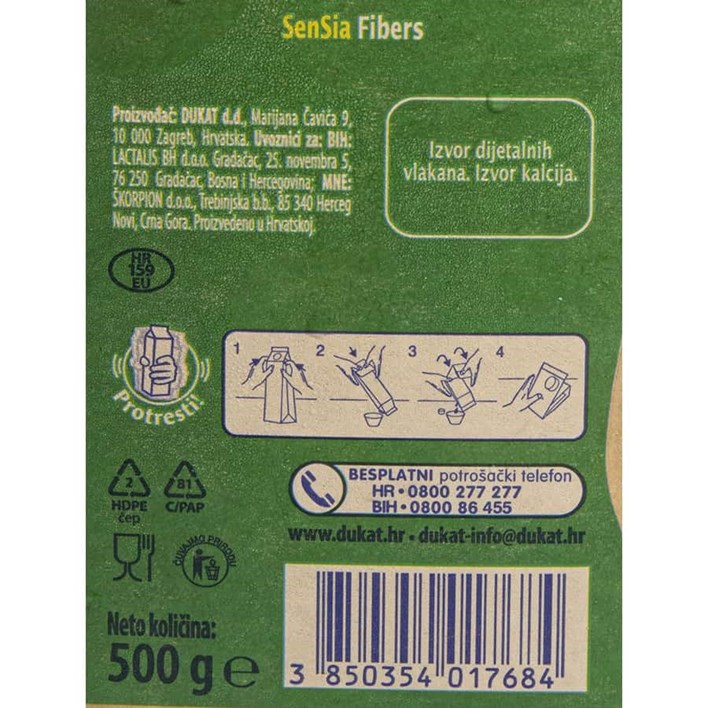 SenSia Fibers
Proizvođač: DUKAT d.d., Marijana Čavića 9,
10 000 Zagreb, Hrvatska. Uvoznici za: BIH:
LACTALIS BH d.o.o. Gradačac, 25. novembra 5,
76 250 Gradačac, Bosna i Hercegovina; MNE:
ŠKORPION d.o.o., Trebinjska b.b., 85 340 Herceg
Novi, Crna Gora. Proizvedeno u Hrvatskoj.
Izvor dijetalnih
vlakana. Izvor kalcija.
HR
159
EU
Protresti!
1 2 3 4
2
HDPE
čep
81
C/PAP
BESPLATNI potrošački telefon
HR • 0800 277 277
BIH • 0800 86 455
www.dukat.hr • dukat-info@dukat.hr
ČUVAJMO PRIRODU
Neto količina:
500 g e
3 850354 017684